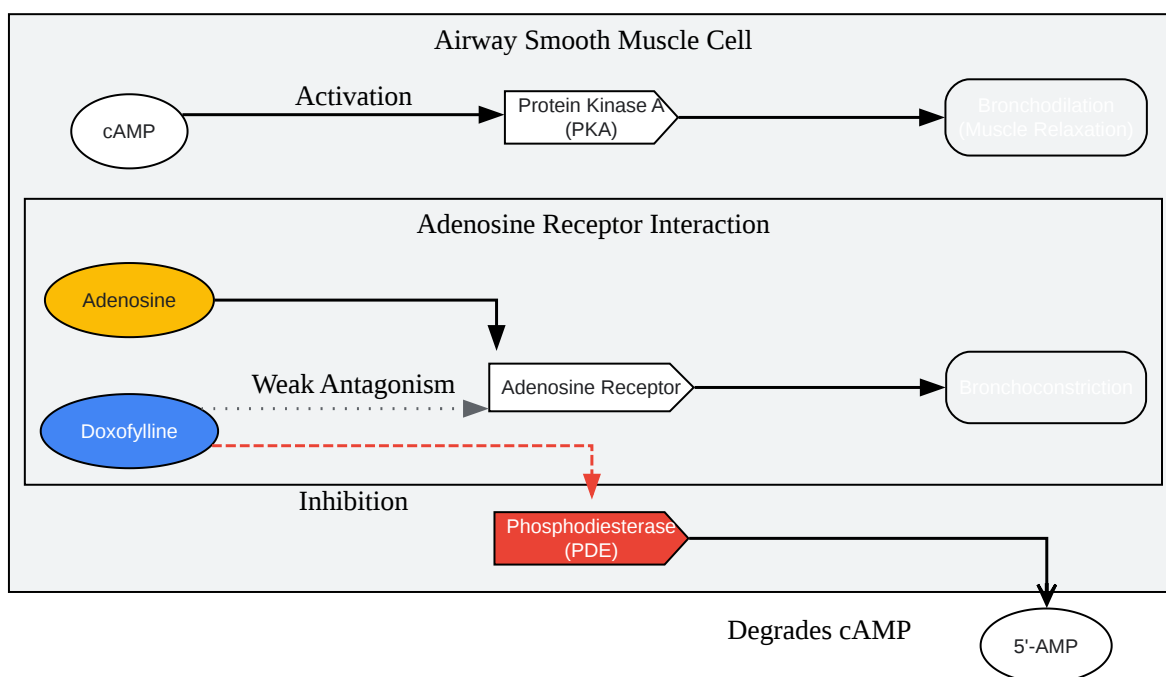 Airway Smooth Muscle Cell
Activation
cAMP
Protein Kinase A
(PKA)
Bronchodilation
(Muscle Relaxation)
Adenosine Receptor Interaction
Adenosine
Weak Antagonism
Adenosine Receptor
Bronchoconstriction
Doxofylline
Inhibition
Phosphodiesterase
(PDE)
Degrades cAMP
5'-AMP